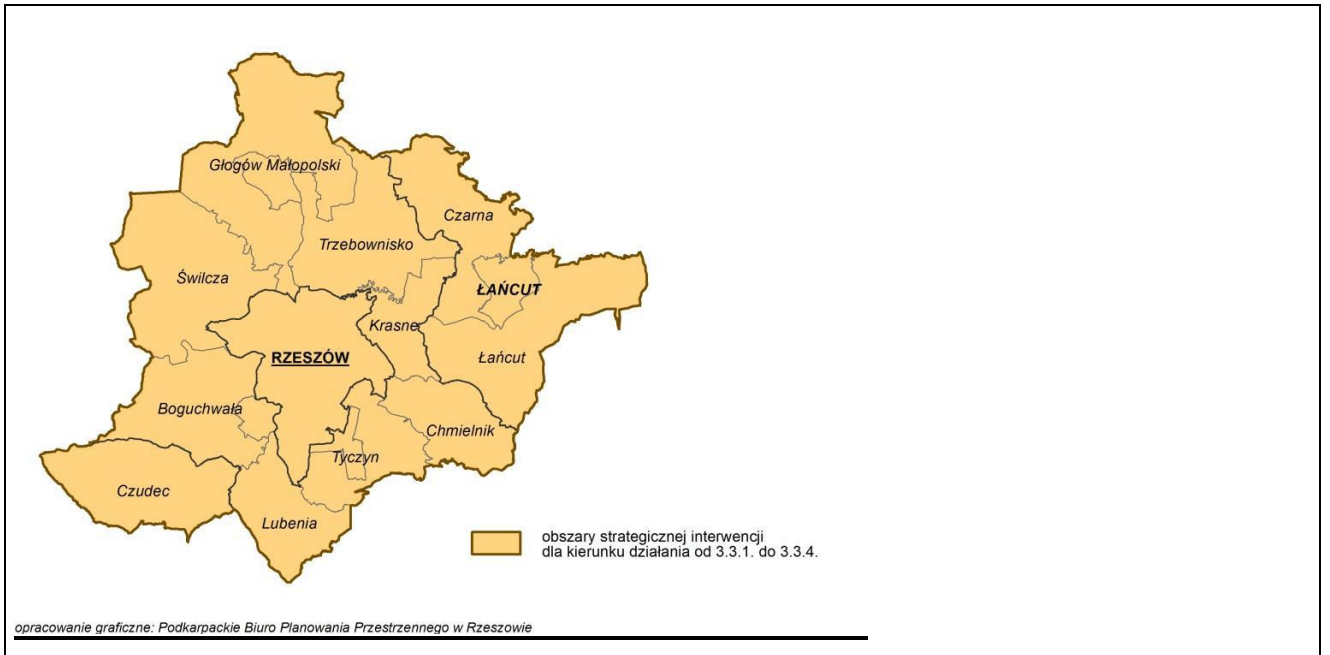 Głogów Małopolski
Czarna
Trzebownisko
Świlcza
ŁAŃCUT
Krasne
RZESZÓW
Łańcut
Boguchwała
Chmielnik
Tyczyn
Czudec
Lubenia
obszary strategicznej interwencji
dla kierunku działania od 3.3.1. do 3.3.4.
opracowanie graficzne: Podkarpackie Biuro Planowania Przestrzennego w Rzeszowie